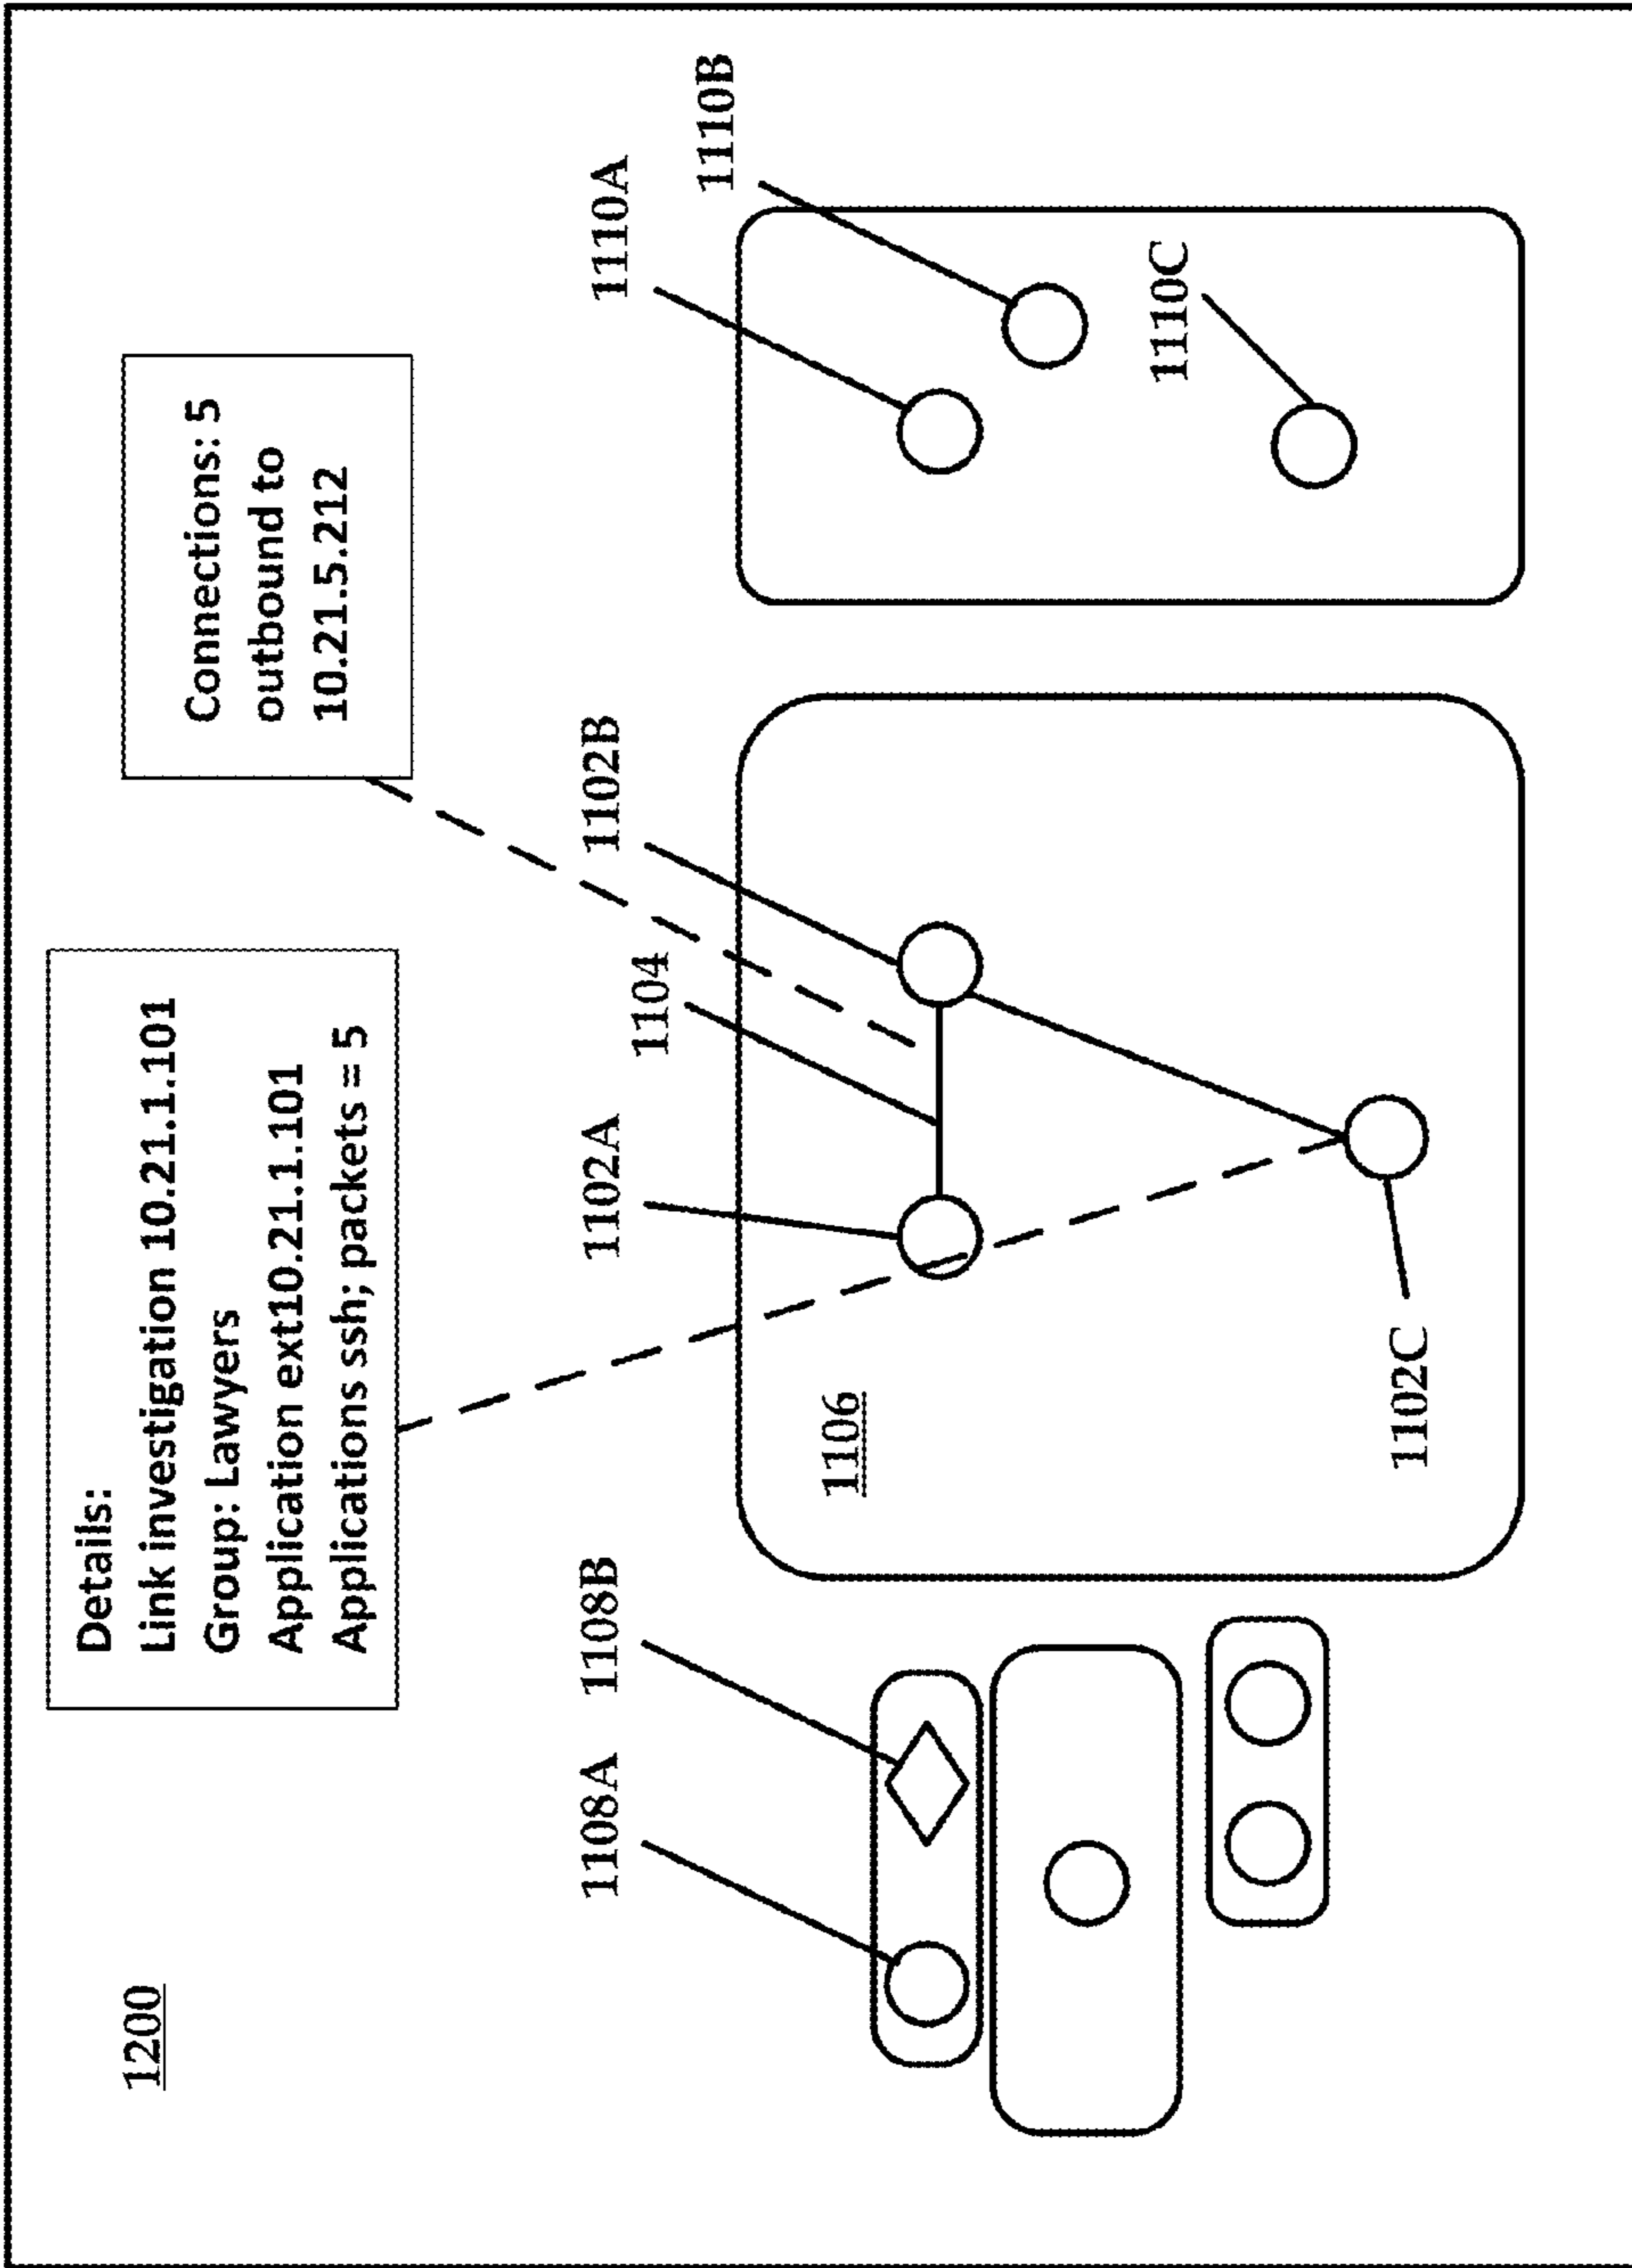 1200
Details:
Link investigation 10.21.1.101
Group: Lawyers
Application ext10.21.1.101
Applications ssh; packets = 5
Connections: 5
outbound to
10.21.5.212
1108A
1108B
1102A
1104
1102B
1110A
1110B
1106
1110C
1102C